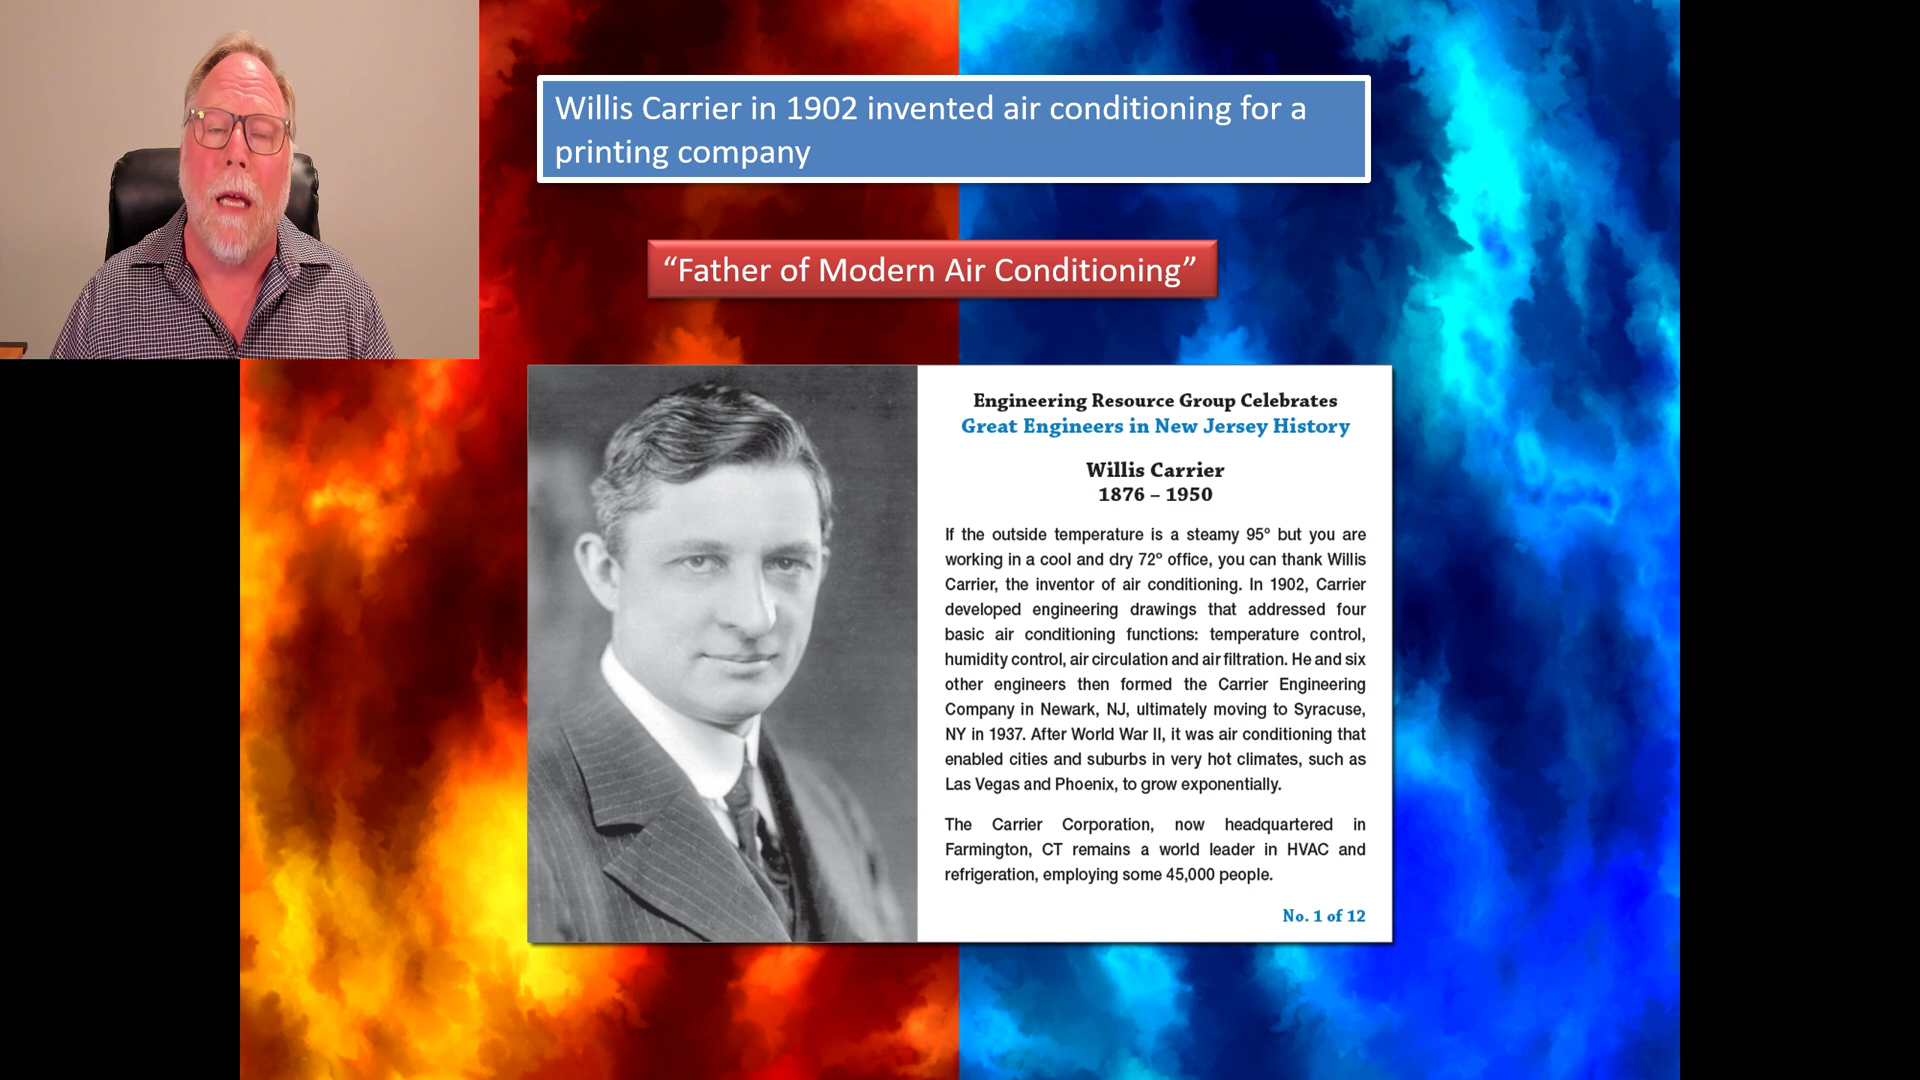 Willis Carrier in 1902 invented air conditioning for a
printing company
“Father of Modern Air Conditioning”
Engineering Resource Group Celebrates
Great Engineers in New Jersey History
Willis Carrier
1876 – 1950
If the outside temperature is a steamy 95º but you are
working in a cool and dry 72º office, you can thank Willis
Carrier, the inventor of air conditioning. In 1902, Carrier
developed engineering drawings that addressed four
basic air conditioning functions: temperature control,
humidity control, air circulation and air filtration. He and six
other engineers then formed the Carrier Engineering
Company in Newark, NJ, ultimately moving to Syracuse,
NY in 1937. After World War II, it was air conditioning that
enabled cities and suburbs in very hot climates, such as
Las Vegas and Phoenix, to grow exponentially.
The Carrier Corporation, now headquartered in
Farmington, CT remains a world leader in HVAC and
refrigeration, employing some 45,000 people.
No. 1 of 12